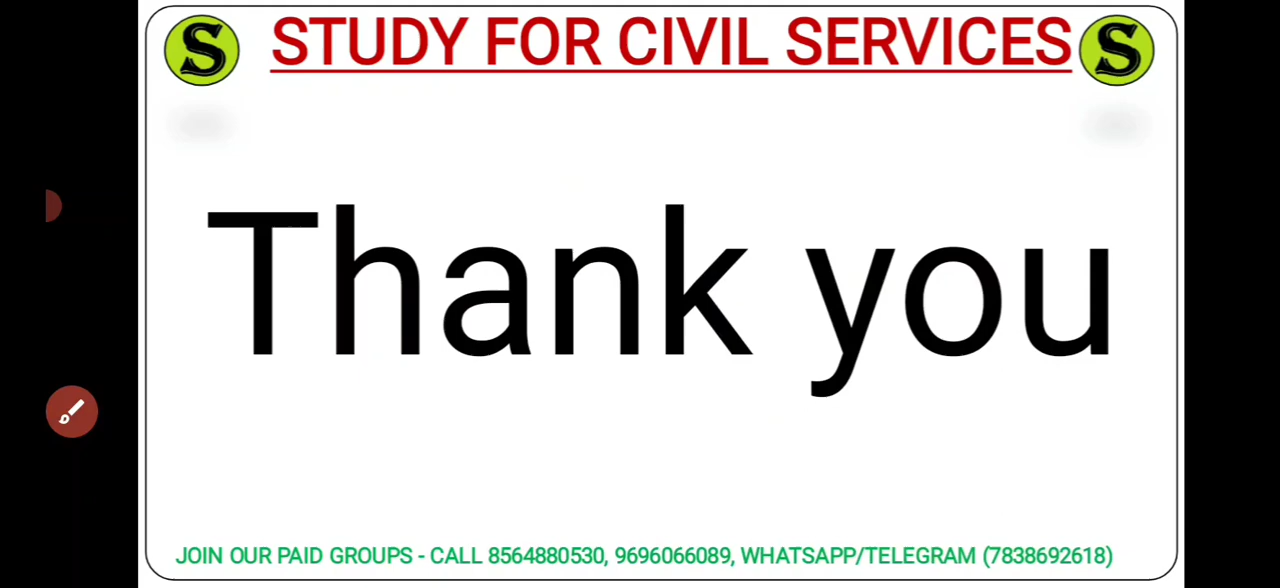 S STUDY FOR CIVIL SERVICES S
Thank you
JOIN OUR PAID GROUPS - CALL 8564880530, 9696066089, WHATSAPP/TELEGRAM (7838692618)